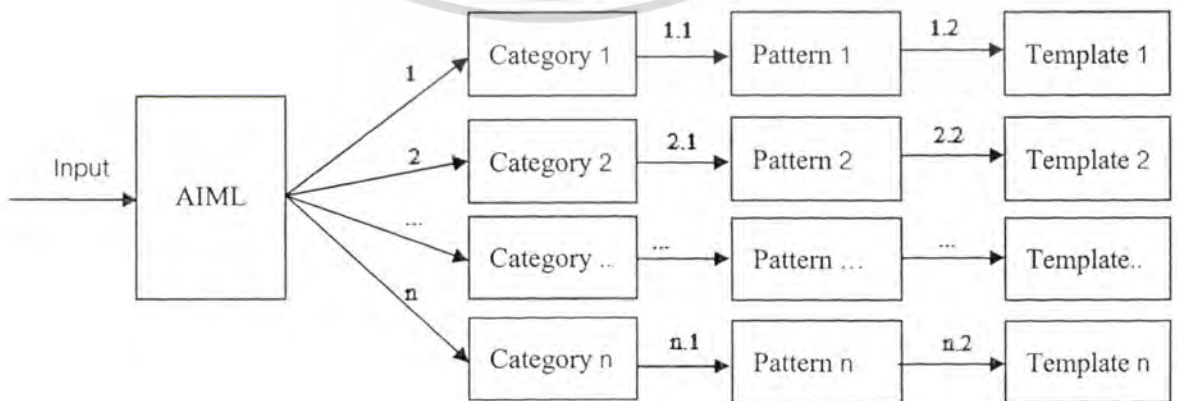 1
Category 1
1.1
Pattern 1
1.2
Template 1
Input
AIML
2
Category 2
2.1
Pattern 2
2.2
Template 2
...
Category ..
...
Pattern ...
...
Template..
n
Category n
n.1
Pattern n
n.2
Template n